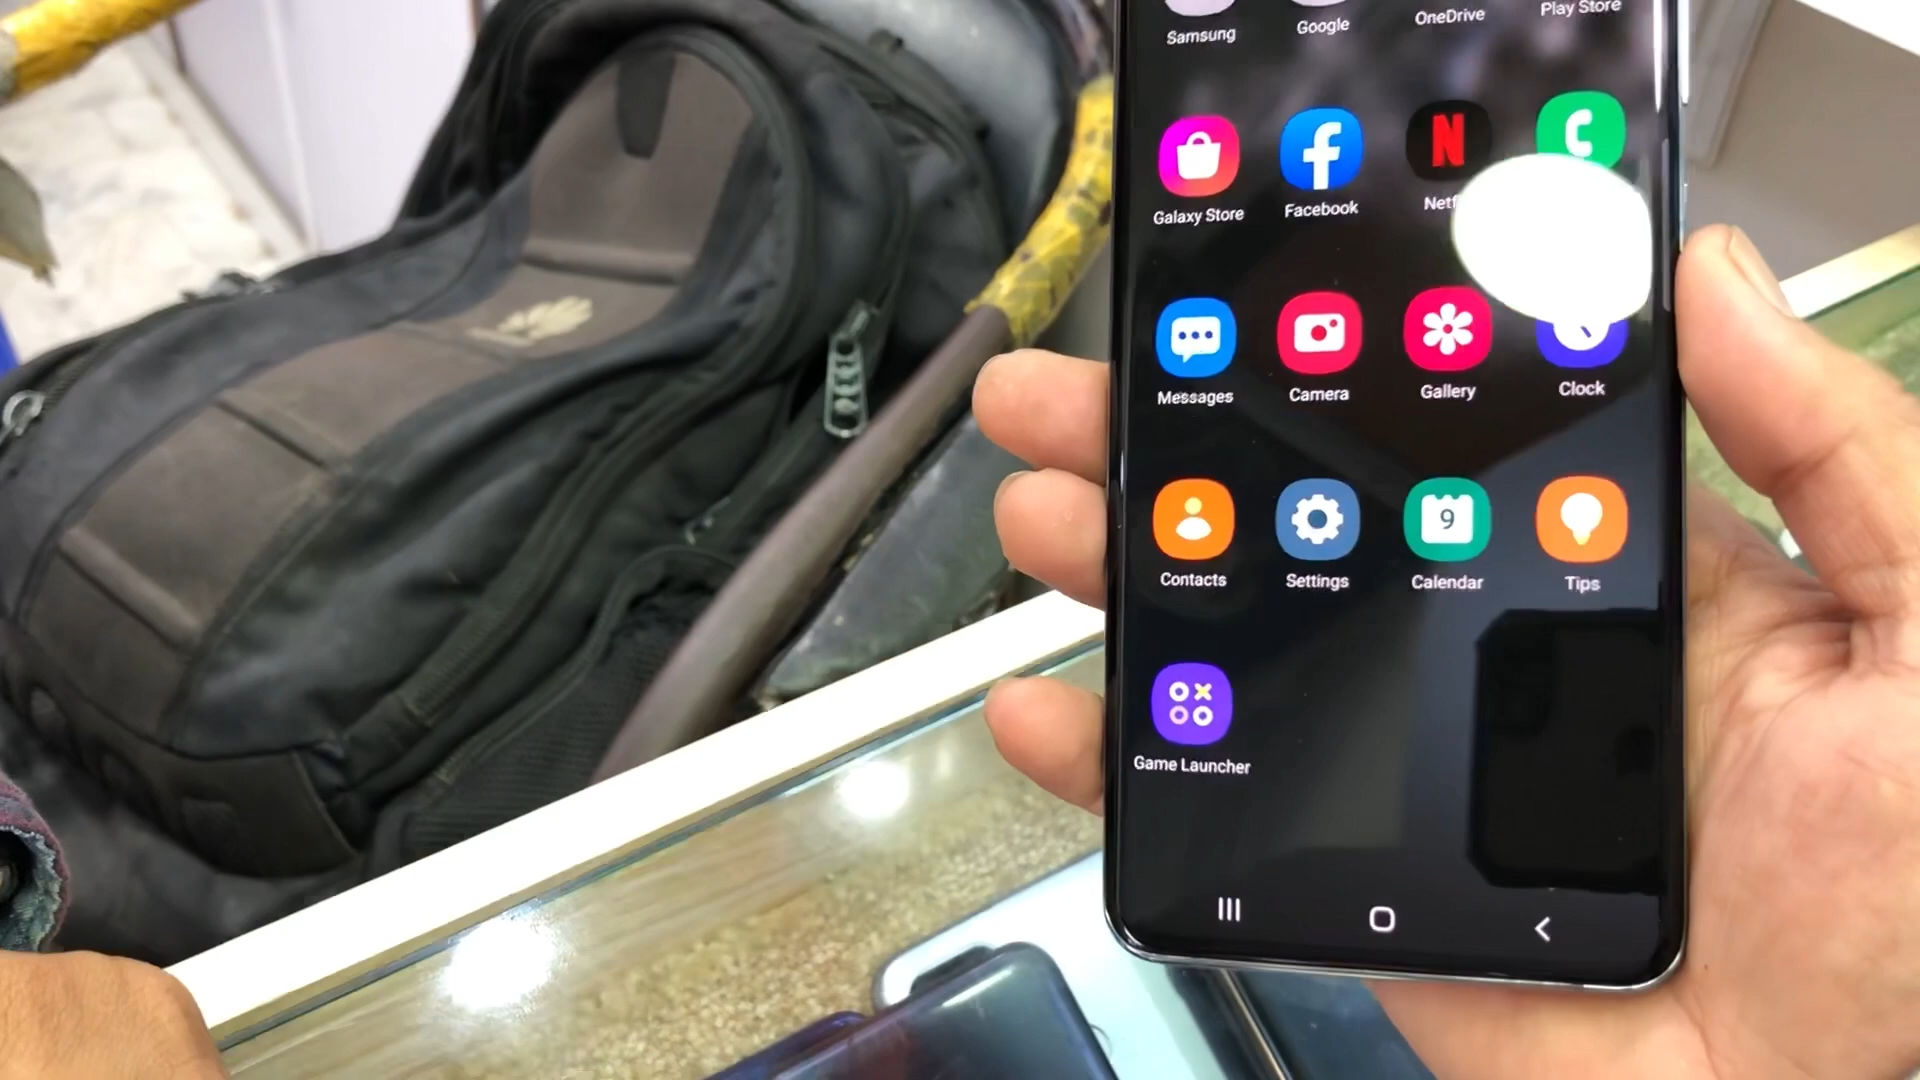 Samsung Google OneDrive Play Store
Galaxy Store Facebook Netf
Messages Camera Gallery Clock
9
Contacts Settings Calendar Tips
Game Launcher